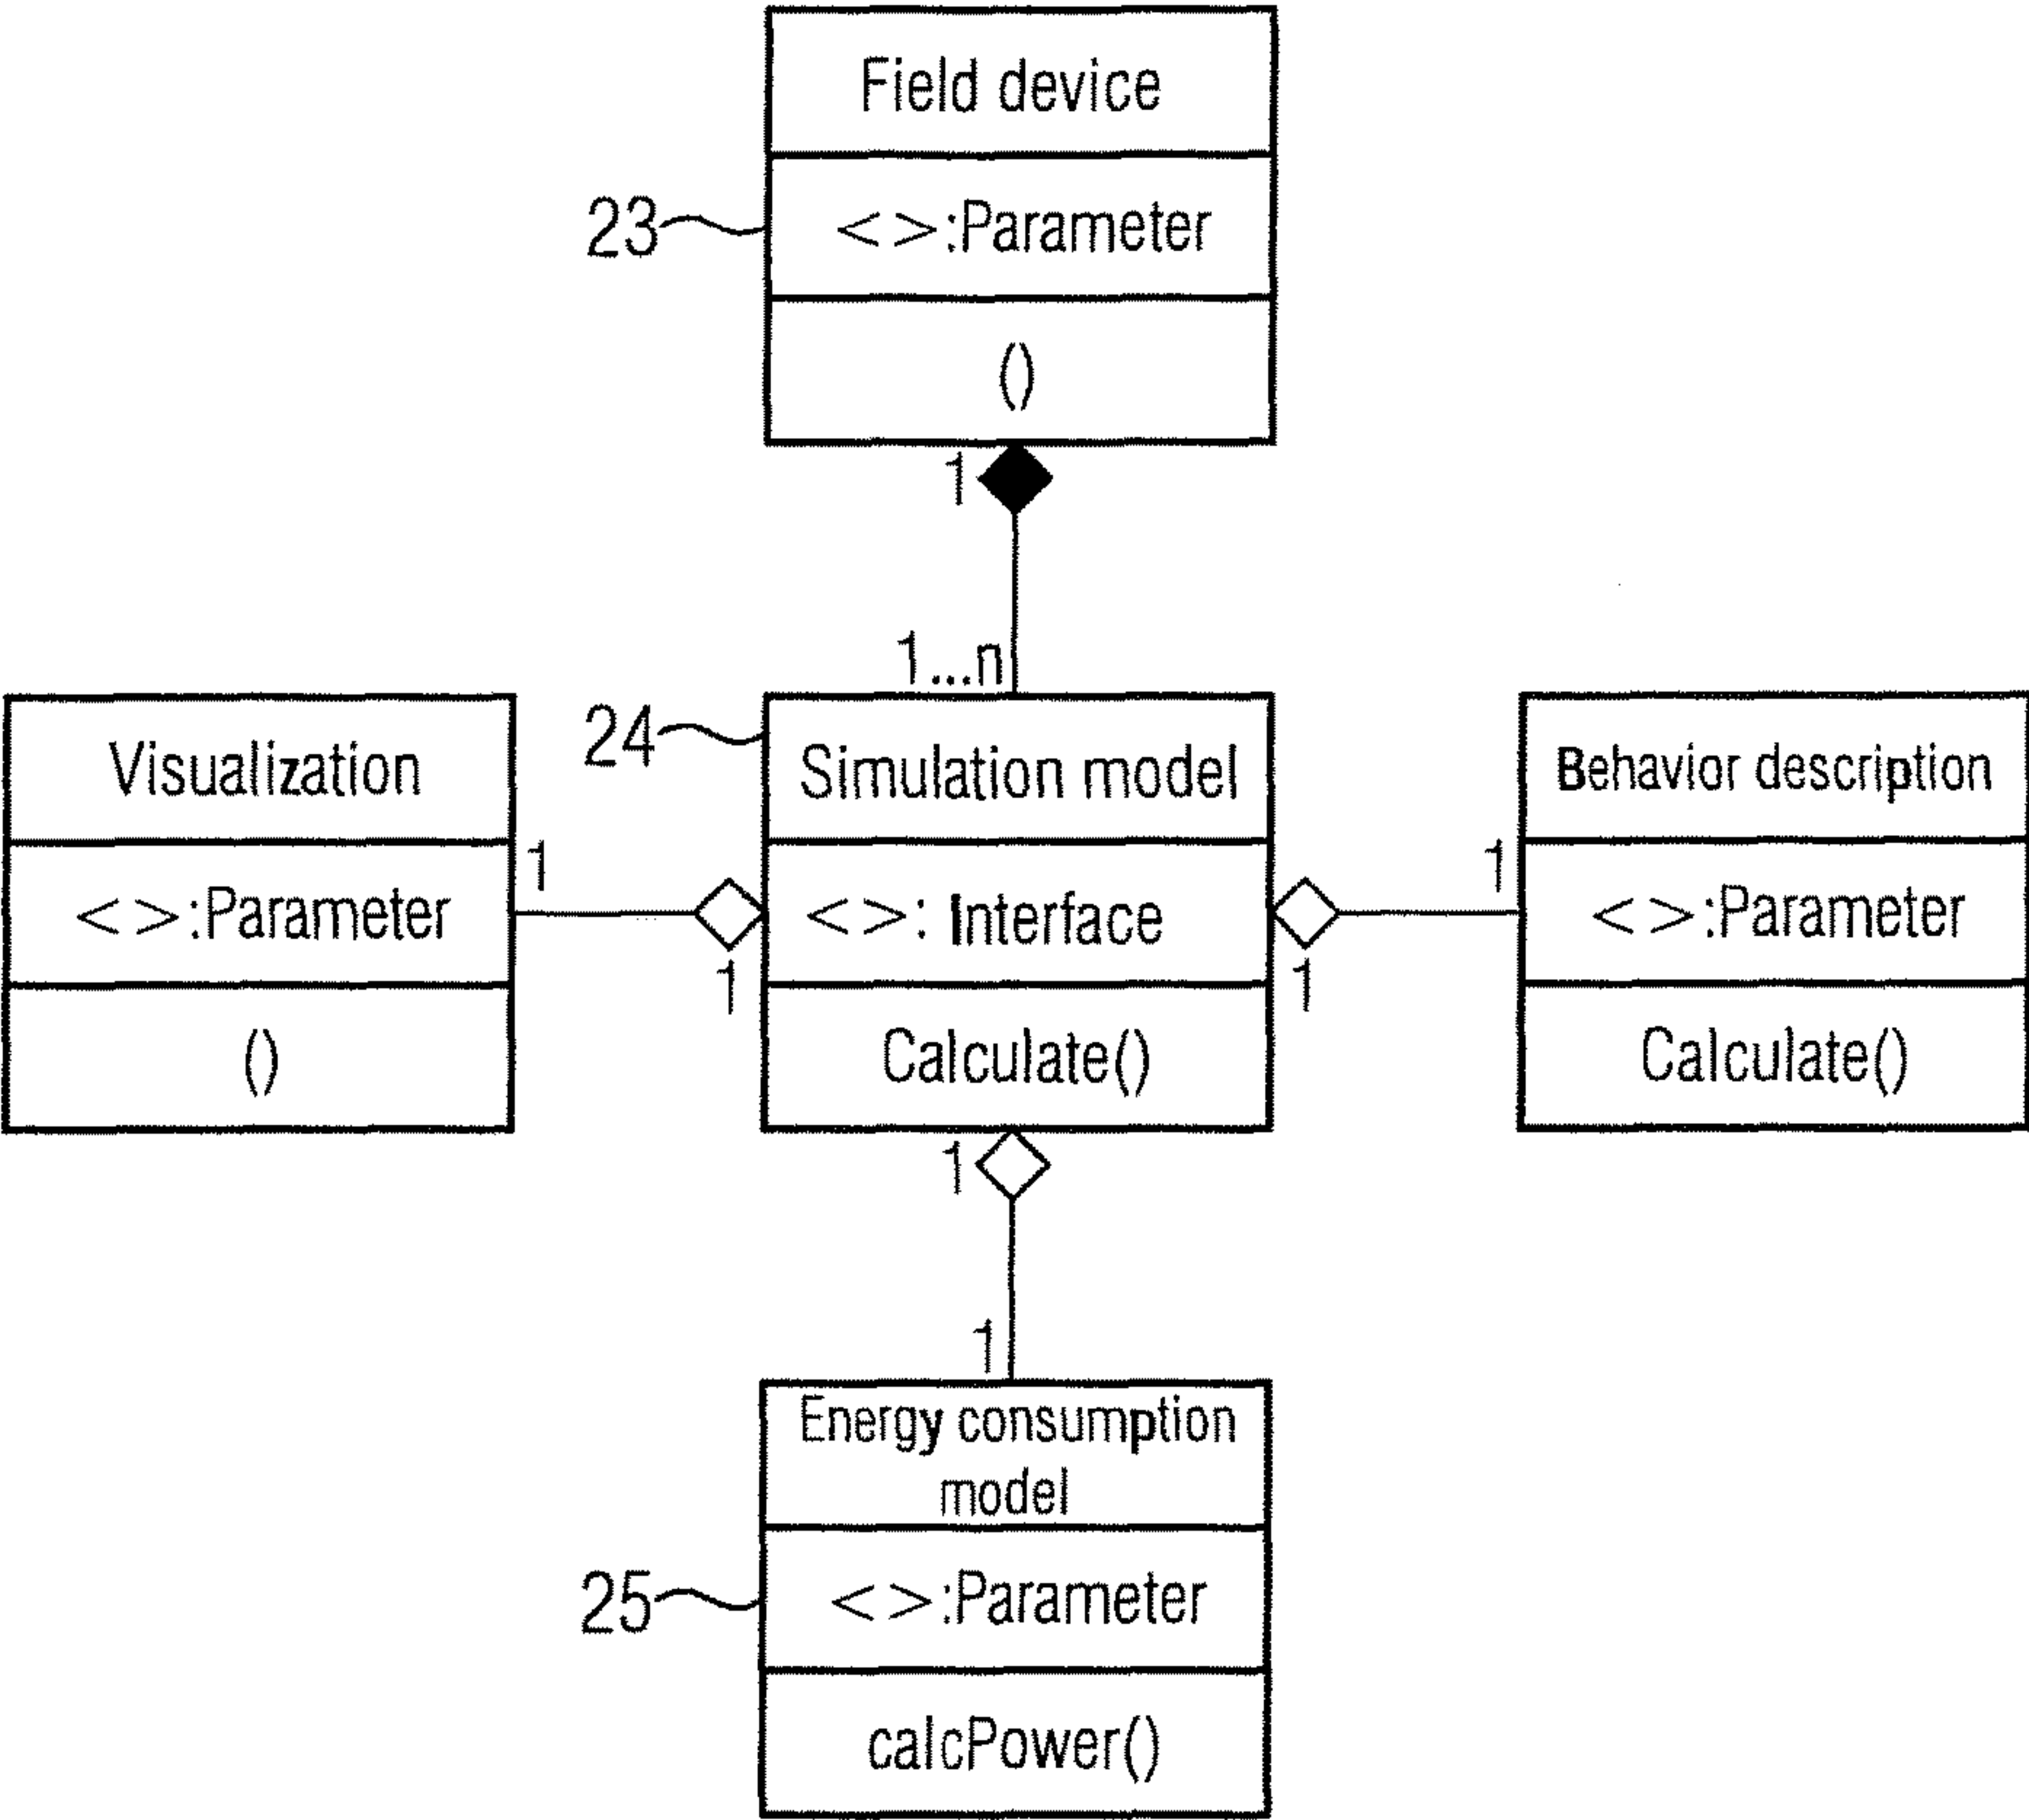 Field device
23
< >:Parameter
()
1
1...n
24
Visualization
Simulation model
Behavior description
1
1
< >:Parameter
< >: Interface
< >:Parameter
1
1
()
Calculate()
Calculate()
1
1
Energy consumption
model
25
< >:Parameter
calcPower()